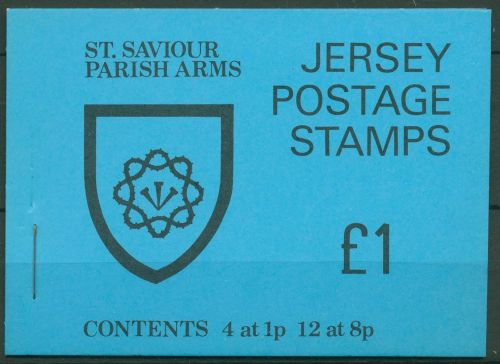 ST. SAVIOUR
PARISH ARMS
JERSEY
POSTAGE
STAMPS
£1
CONTENTS 4 at 1p 12 at 8p